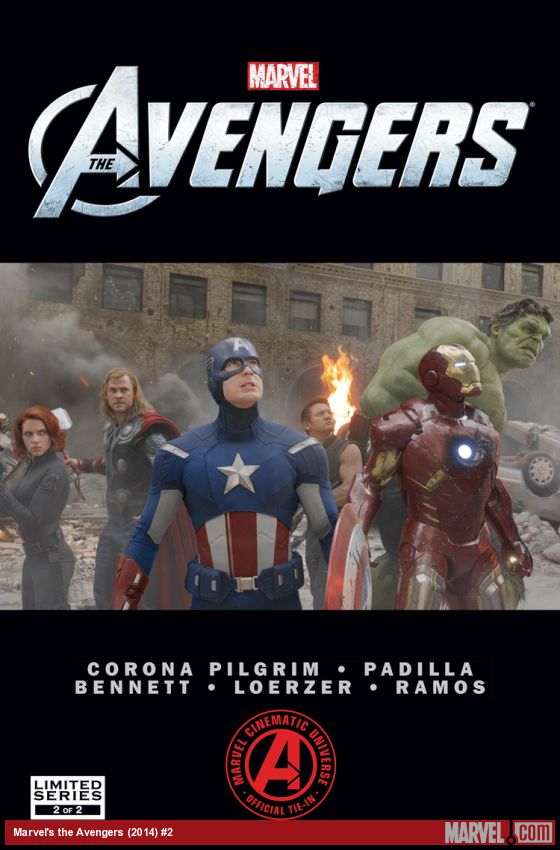 MARVEL
THE AVENGERS®
CORONA PILGRIM • PADILLA
BENNETT • LOERZER • RAMOS
MARVEL CINEMATIC UNIVERSE
A
• OFFICIAL TIE-IN •
LIMITED
SERIES
2 OF 2
Marvel's the Avengers (2014) #2
MARVEL.com